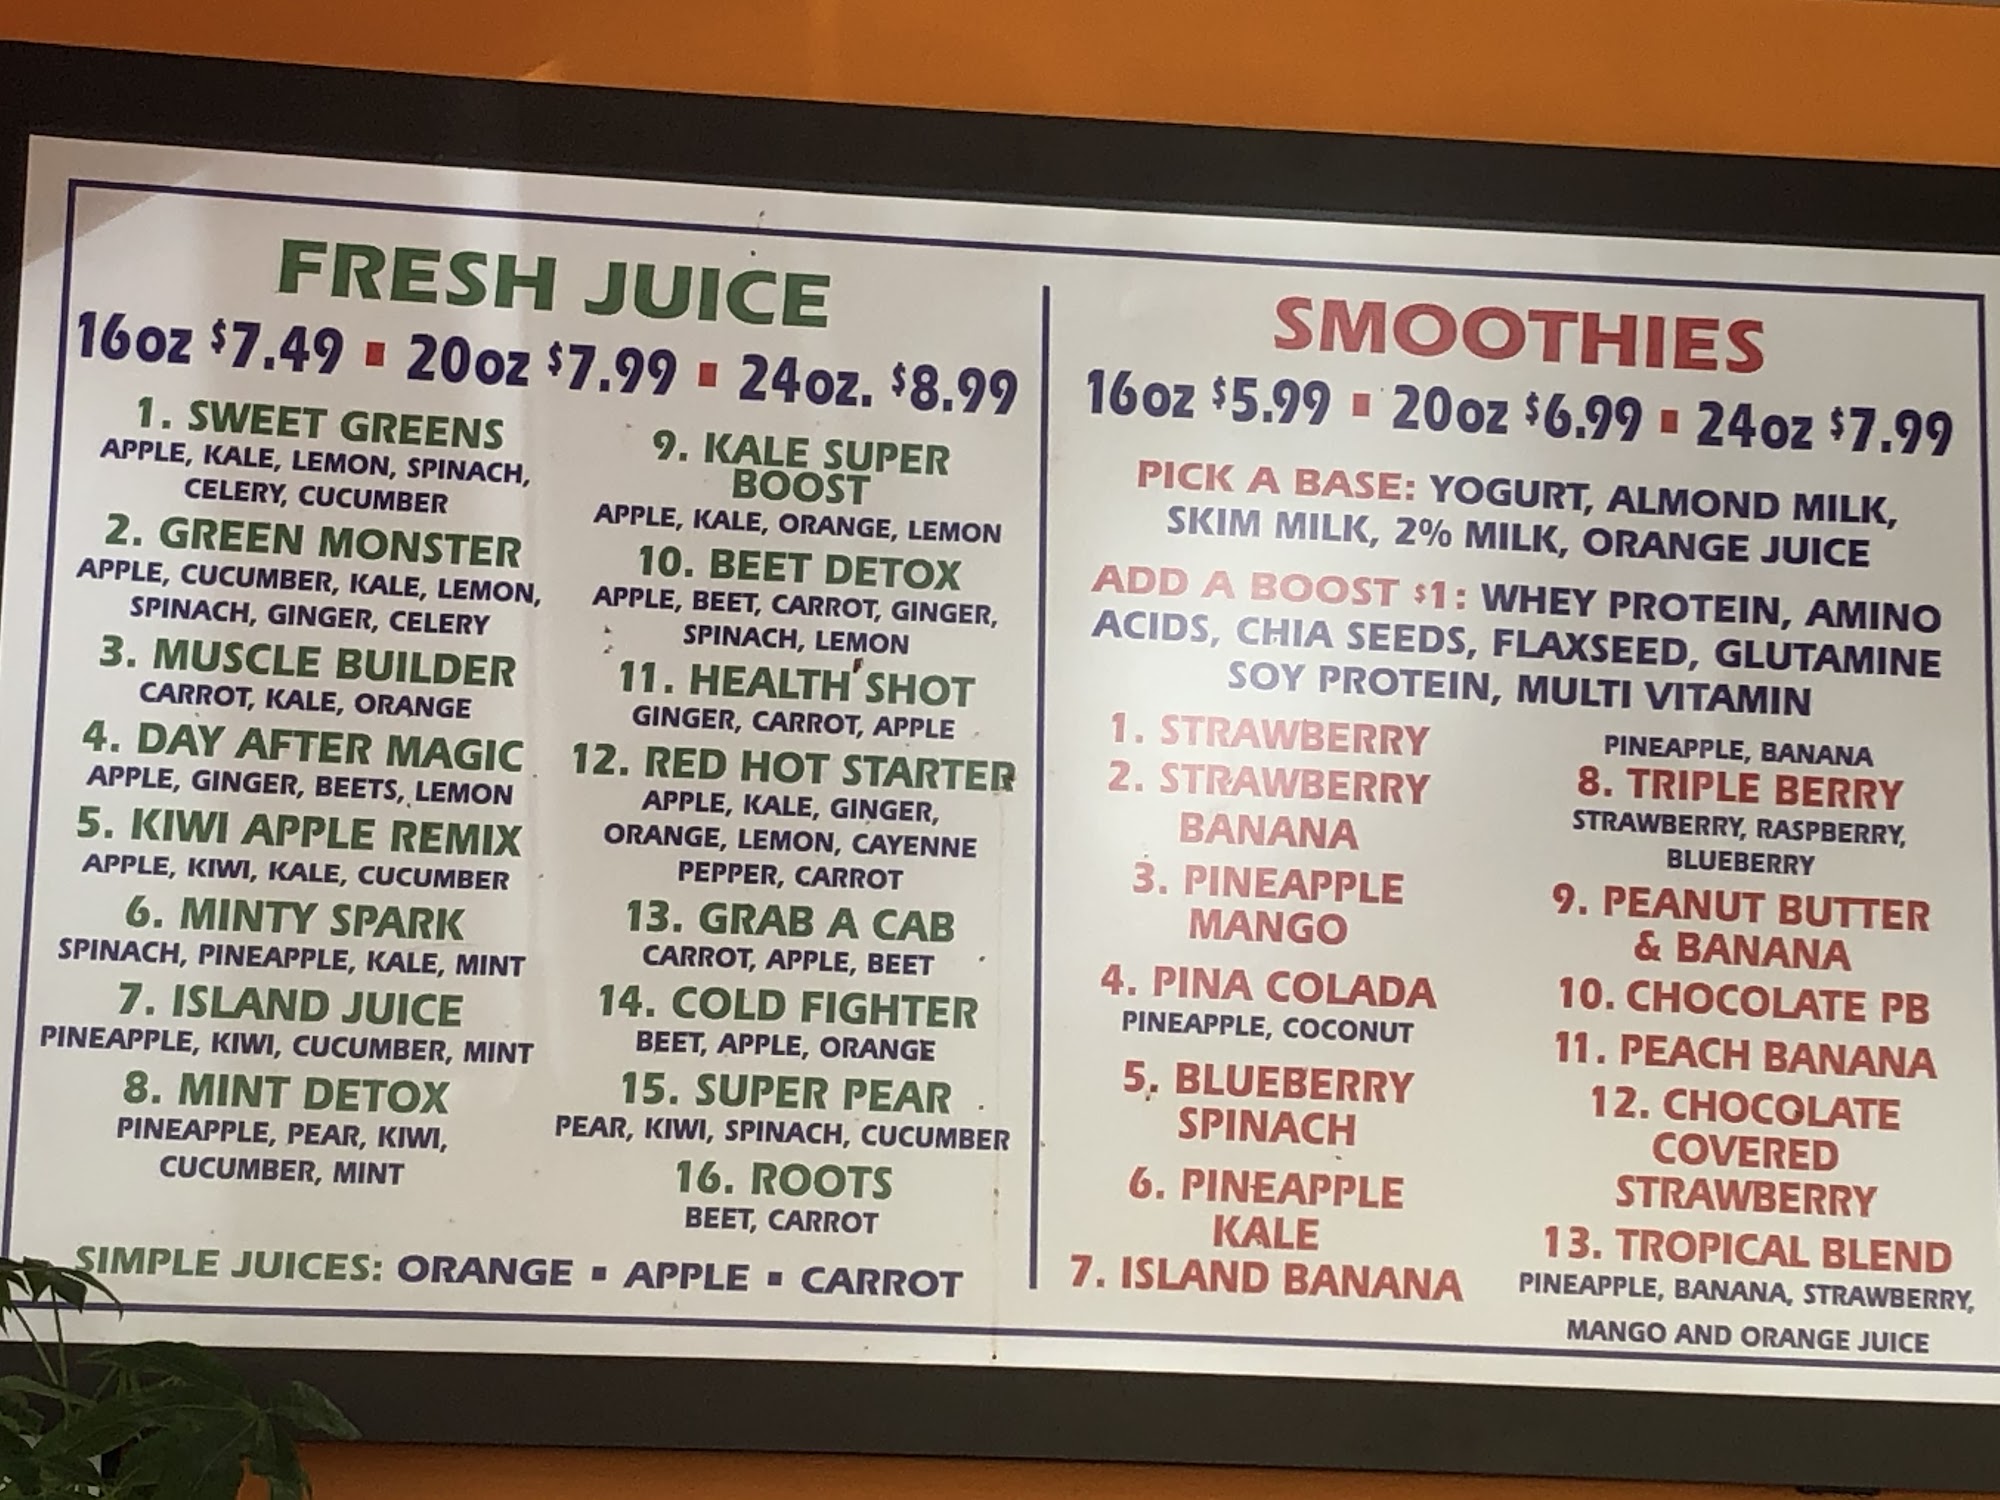 FRESH JUICE
16oz $7.49 ▪ 20oz $7.99 ▪ 24oz. $8.99
1. SWEET GREENS
APPLE, KALE, LEMON, SPINACH,
CELERY, CUCUMBER
2. GREEN MONSTER
APPLE, CUCUMBER, KALE, LEMON,
SPINACH, GINGER, CELERY
3. MUSCLE BUILDER
CARROT, KALE, ORANGE
4. DAY AFTER MAGIC
APPLE, GINGER, BEETS, LEMON
5. KIWI APPLE REMIX
APPLE, KIWI, KALE, CUCUMBER
6. MINTY SPARK
SPINACH, PINEAPPLE, KALE, MINT
7. ISLAND JUICE
PINEAPPLE, KIWI, CUCUMBER, MINT
8. MINT DETOX
PINEAPPLE, PEAR, KIWI,
CUCUMBER, MINT
9. KALE SUPER
BOOST
APPLE, KALE, ORANGE, LEMON
10. BEET DETOX
APPLE, BEET, CARROT, GINGER,
SPINACH, LEMON
11. HEALTH SHOT
GINGER, CARROT, APPLE
12. RED HOT STARTER
APPLE, KALE, GINGER,
ORANGE, LEMON, CAYENNE
PEPPER, CARROT
13. GRAB A CAB
CARROT, APPLE, BEET
14. COLD FIGHTER
BEET, APPLE, ORANGE
15. SUPER PEAR
PEAR, KIWI, SPINACH, CUCUMBER
16. ROOTS
BEET, CARROT
SIMPLE JUICES: ORANGE ▪ APPLE ▪ CARROT
SMOOTHIES
16oz $5.99 ▪ 20oz $6.99 ▪ 24oz $7.99
PICK A BASE: YOGURT, ALMOND MILK,
SKIM MILK, 2% MILK, ORANGE JUICE
ADD A BOOST $1: WHEY PROTEIN, AMINO
ACIDS, CHIA SEEDS, FLAXSEED, GLUTAMINE
SOY PROTEIN, MULTI VITAMIN
1. STRAWBERRY
2. STRAWBERRY
BANANA
3. PINEAPPLE
MANGO
4. PINA COLADA
PINEAPPLE, COCONUT
5. BLUEBERRY
SPINACH
6. PINEAPPLE
KALE
7. ISLAND BANANA
PINEAPPLE, BANANA
8. TRIPLE BERRY
STRAWBERRY, RASPBERRY,
BLUEBERRY
9. PEANUT BUTTER
& BANANA
10. CHOCOLATE PB
11. PEACH BANANA
12. CHOCOLATE
COVERED
STRAWBERRY
13. TROPICAL BLEND
PINEAPPLE, BANANA, STRAWBERRY,
MANGO AND ORANGE JUICE